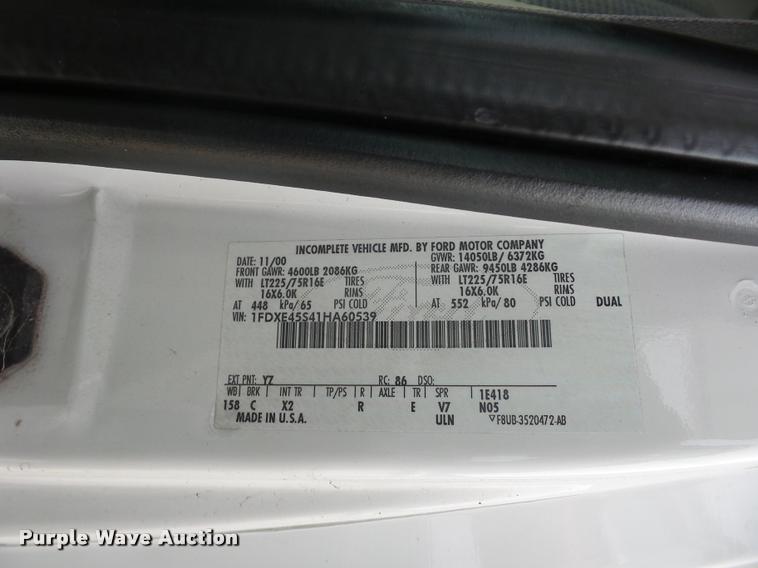 INCOMPLETE VEHICLE MFD. BY FORD MOTOR COMPANY
DATE: 11/00 GVWR: 14050LB/ 6372KG
FRONT GAWR: 4600LB 2086KG REAR GAWR: 9450LB 4286KG
WITH LT225/75R16E TIRES WITH LT225/75R16E TIRES
16X6.0K RIMS 16X6.0K RIMS
AT 448 kPa/65 PSI COLD AT 552 kPa/80 PSI COLD DUAL
VIN: 1FDXE45S41HA60539
EXT PNT: YZ RC: 86 DSO:
WB BRK INT TR TP/PS R AXLE TR SPR 1E418
158 C X2 R E V7 N05
MADE IN U.S.A. ULN F8UB-3520472-AB
Purple Wave Auction
Purple Wave Auction